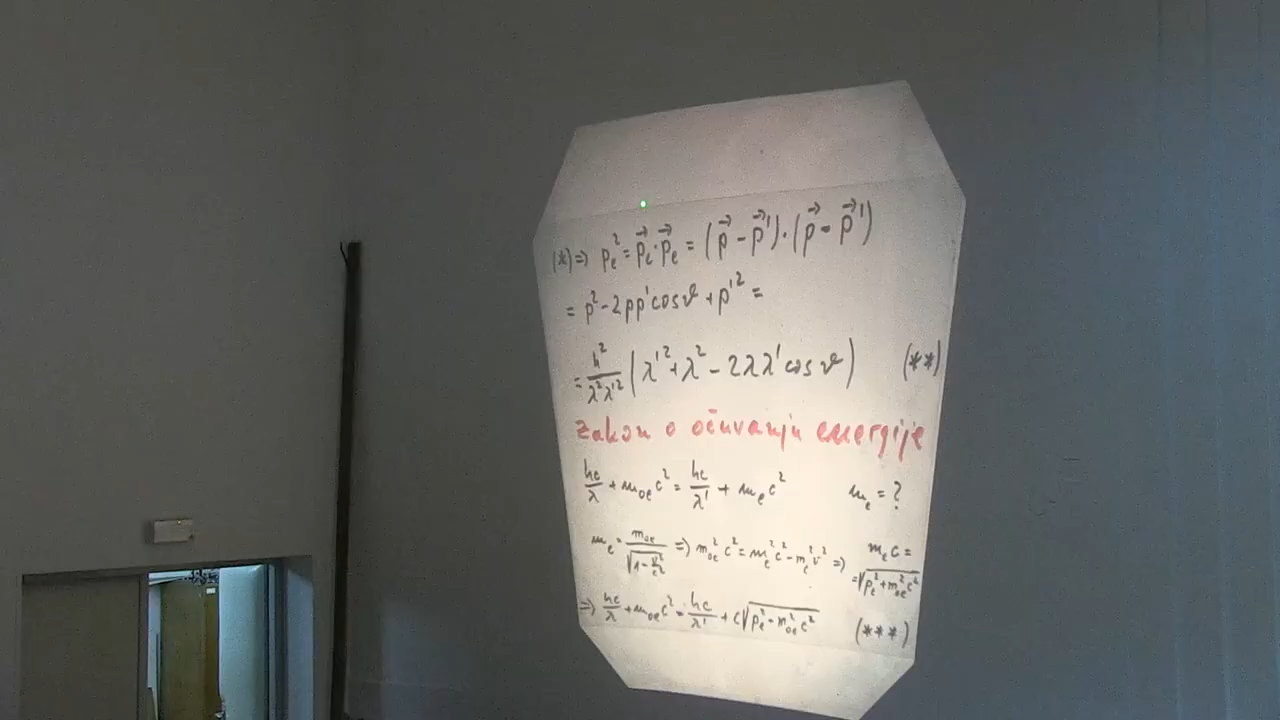 (*)⇒ p_e² = p⃗_e·p⃗_e = (p⃗ - p⃗')·(p⃗ - p⃗')
= p² - 2pp'cosϑ + p'² =
= h²/(λ²λ'²) (λ'² + λ² - 2λλ'cosϑ) (**)
Zakon o očuvanju energije
hc/λ + m_oe c² = hc/λ' + m_e c² m_e = ?
m_e = m_oe/√(1-v²/c²) ⇒ m_oe² c² = m_e² c² - m_e² v² ⇒ m_e c = = √(p_e² + m_oe² c²)
⇒ hc/λ + m_oe c² = hc/λ' + c√(p_e² - m_oe² c²) (***)